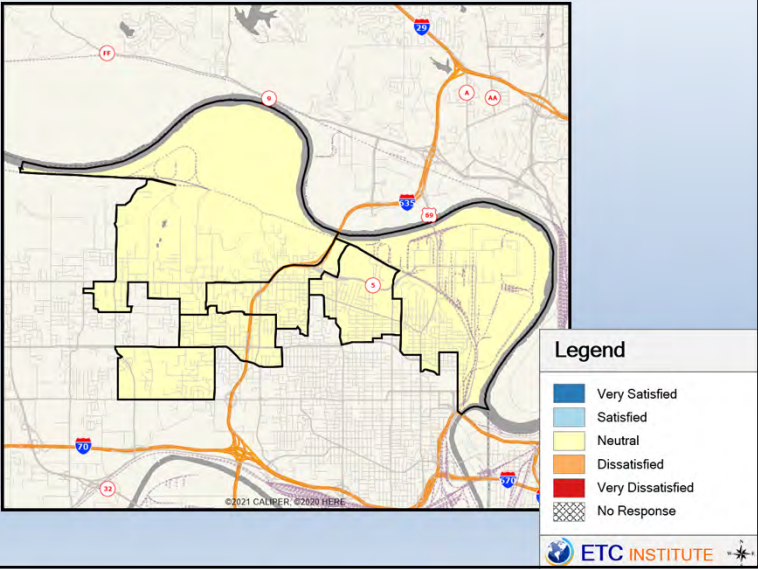 29
FF
9
A
AA
635
69
5
70
670
32
©2021 CALIPER; ©2020 HERE
Legend
Very Satisfied
Satisfied
Neutral
Dissatisfied
Very Dissatisfied
No Response
N
W
E
S
ETC INSTITUTE